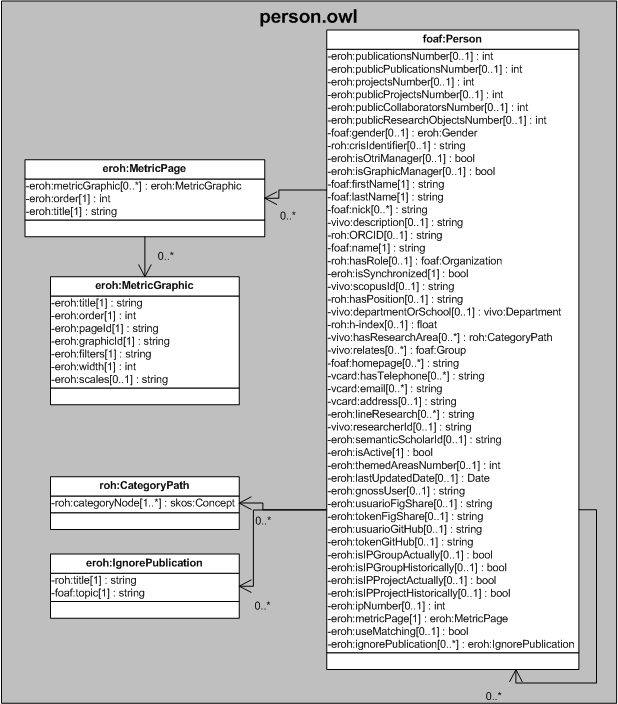 person.owl
foaf:Person
-eroh:publicationsNumber[0..1] : int
-eroh:publicPublicationsNumber[0..1] : int
-eroh:projectsNumber[0..1] : int
-eroh:publicProjectsNumber[0..1] : int
-eroh:publicCollaboratorsNumber[0..1] : int
-eroh:publicResearchObjectsNumber[0..1] : int
-foaf:gender[0..1] : eroh:Gender
-roh:crisIdentifier[0..1] : string
-eroh:isOtriManager[0..1] : bool
-eroh:isGraphicManager[0..1] : bool
-foaf:firstName[1] : string
-foaf:lastName[1] : string
-foaf:nick[0..*] : string
-vivo:description[0..1] : string
-roh:ORCID[0..1] : string
-foaf:name[1] : string
-roh:hasRole[0..1] : foaf:Organization
-eroh:isSynchronized[1] : bool
-vivo:scopusId[0..1] : string
-roh:hasPosition[0..1] : string
-vivo:departmentOrSchool[0..1] : vivo:Department
-roh:h-index[0..1] : float
-vivo:hasResearchArea[0..*] : roh:CategoryPath
-vivo:relates[0..*] : foaf:Group
-foaf:homepage[0..*] : string
-vcard:hasTelephone[0..*] : string
-vcard:email[0..*] : string
-vcard:address[0..1] : string
-eroh:lineResearch[0..*] : string
-vivo:researcherId[0..1] : string
-eroh:semanticScholarId[0..1] : string
-eroh:isActive[1] : bool
-eroh:themedAreasNumber[0..1] : int
-eroh:lastUpdatedDate[0..1] : Date
-eroh:gnossUser[0..1] : string
-eroh:usuarioFigShare[0..1] : string
-eroh:tokenFigShare[0..1] : string
-eroh:usuarioGitHub[0..1] : string
-eroh:tokenGitHub[0..1] : string
-eroh:isIPGroupActually[0..1] : bool
-eroh:isIPGroupHistorically[0..1] : bool
-eroh:isIPProjectActually[0..1] : bool
-eroh:isIPProjectHistorically[0..1] : bool
-eroh:ipNumber[0..1] : int
-eroh:metricPage[1] : eroh:MetricPage
-eroh:useMatching[0..1] : bool
-eroh:ignorePublication[0..*] : eroh:IgnorePublication
eroh:MetricPage
-eroh:metricGraphic[0..*] : eroh:MetricGraphic
-eroh:order[1] : int
-eroh:title[1] : string
0..*
0..*
eroh:MetricGraphic
-eroh:title[1] : string
-eroh:order[1] : int
-eroh:pageId[1] : string
-eroh:graphicId[1] : string
-eroh:filters[1] : string
-eroh:width[1] : int
-eroh:scales[0..1] : string
roh:CategoryPath
-roh:categoryNode[1..*] : skos:Concept
0..*
eroh:IgnorePublication
-roh:title[1] : string
-foaf:topic[1] : string
0..*
0..*